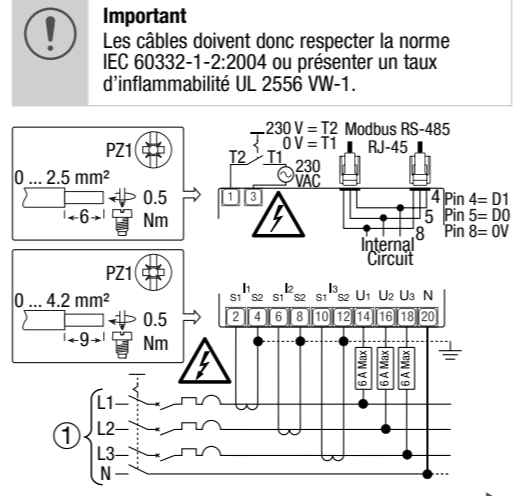 Important
Les câbles doivent donc respecter la norme
IEC 60332-1-2:2004 ou présenter un taux
d'inflammabilité UL 2556 VW-1.
PZ1
0 ... 2.5 mm²
6
0.5
Nm
230 V = T2
0 V = T1
T2 T1
230
VAC
1 3
Modbus RS-485
RJ-45
4 Pin 4= D1
5 Pin 5= D0
8 Pin 8= 0V
Internal
Circuit
PZ1
0 ... 4.2 mm²
9
0.5
Nm
I1 I2 I3
S1 S2 S1 S2 S1 S2 U1 U2 U3 N
2 4 6 8 10 12 14 16 18 20
6 A Max 6 A Max 6 A Max
1
L1
L2
L3
N